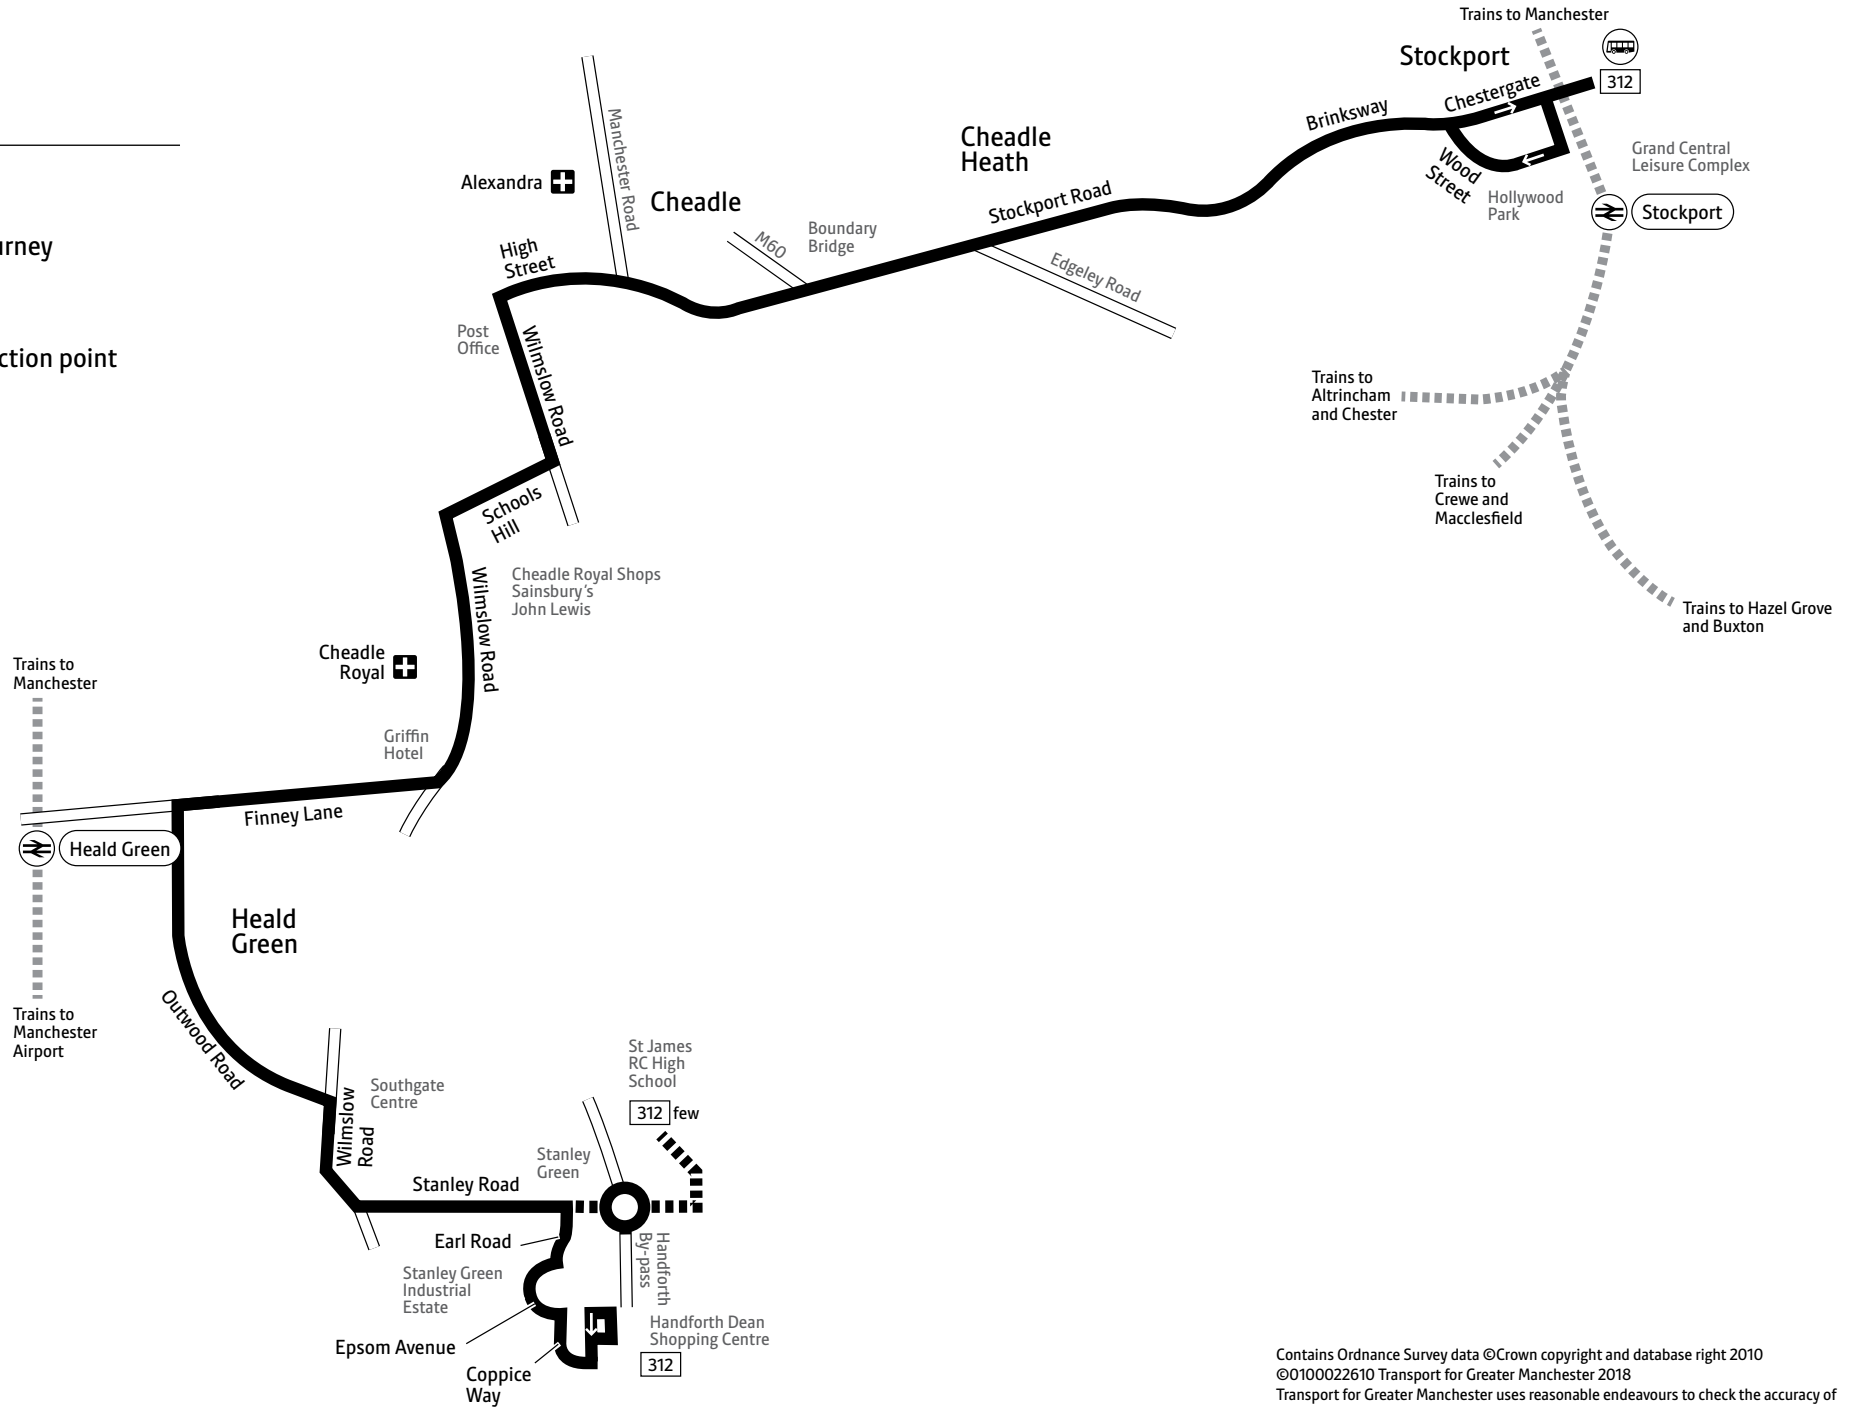 Trains to Manchester
Stockport
312
Chestergate
Brinksway
Wood
Street
Hollywood
Park
Grand Central
Leisure Complex
Stockport
Cheadle
Heath
Stockport Road
Edgeley Road
Boundary
Bridge
M60
Cheadle
Manchester Road
Alexandra
High
Street
Post
Office
Wilmslow Road
urney
ction point
Schools
Hill
Cheadle Royal Shops
Sainsbury's
John Lewis
Wilmslow Road
Cheadle
Royal
Griffin
Hotel
Trains to
Altrincham
and Chester
Trains to
Crewe and
Macclesfield
Trains to Hazel Grove
and Buxton
Trains to
Manchester
Finney Lane
Heald Green
Heald
Green
Trains to
Manchester
Airport
Outwood Road
Southgate
Centre
Wilmslow
Road
St James
RC High
School
312 few
Stanley
Green
Stanley Road
Earl Road
Handforth
By-pass
Stanley Green
Industrial
Estate
Epsom Avenue
Coppice
Way
Handforth Dean
Shopping Centre
312
Contains Ordnance Survey data ©Crown copyright and database right 2010
©0100022610 Transport for Greater Manchester 2018
Transport for Greater Manchester uses reasonable endeavours to check the accuracy of